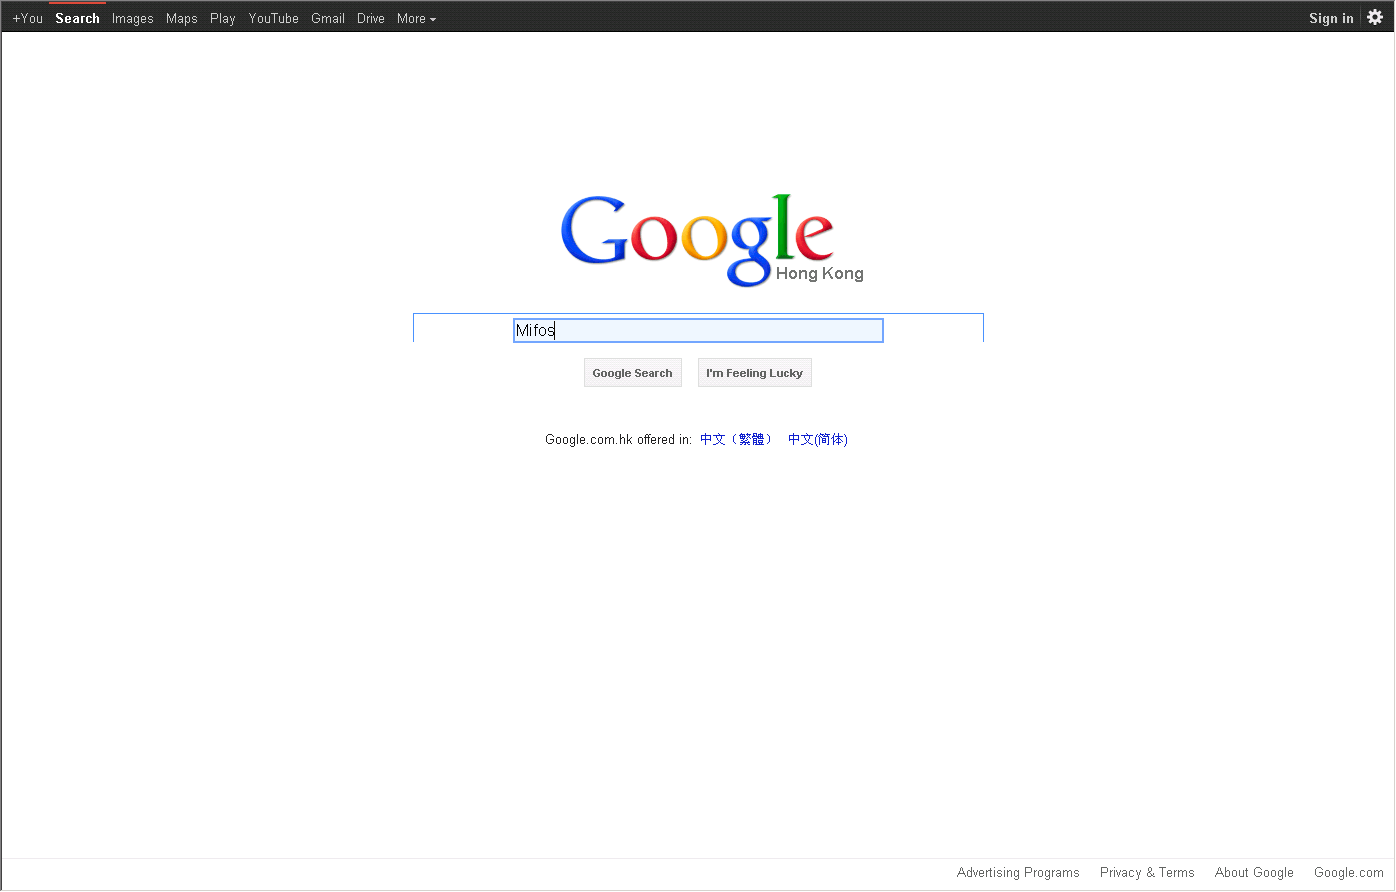 +You Search Images Maps Play YouTube Gmail Drive More Sign in
Google
Hong Kong
Mifos
Google Search I'm Feeling Lucky
Google.com.hk offered in: 中文（繁體） 中文(简体)
Advertising Programs Privacy & Terms About Google Google.com